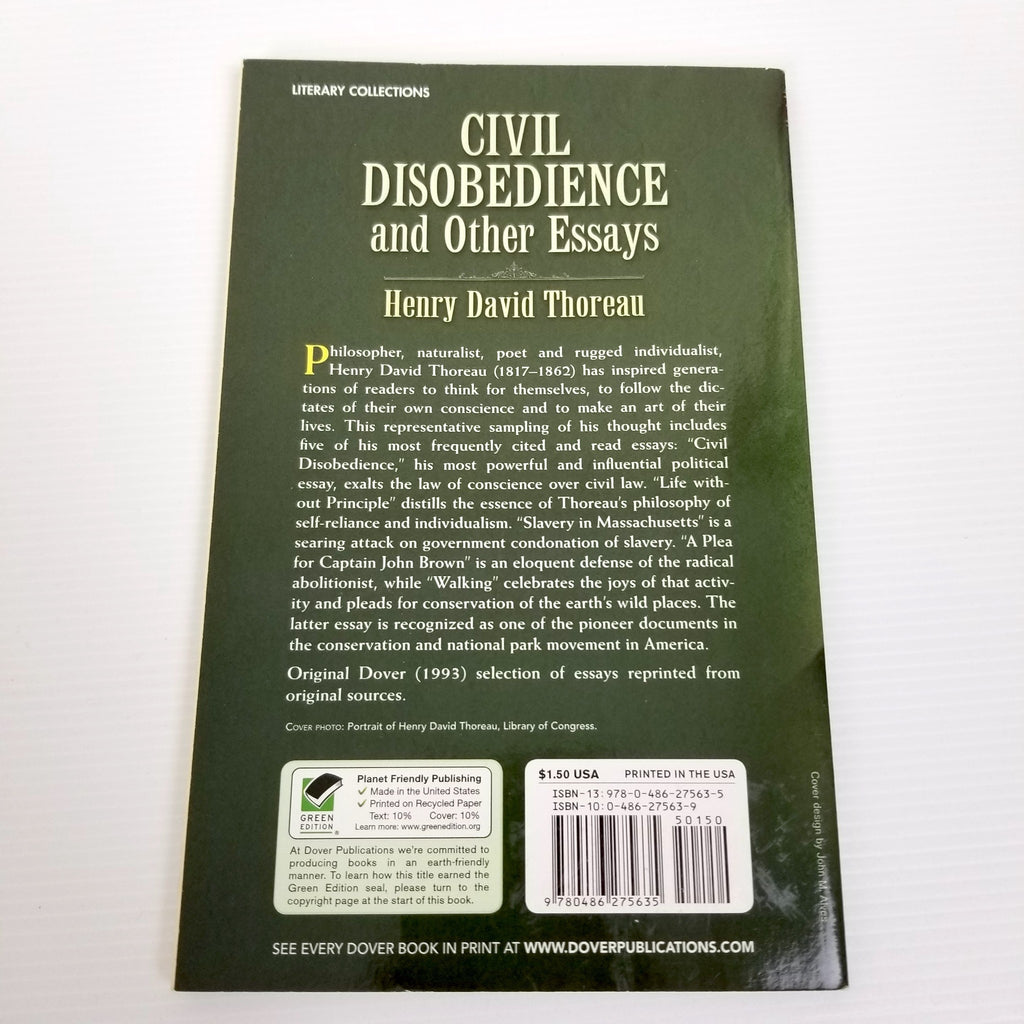 LITERARY COLLECTIONS
CIVIL
DISOBEDIENCE
and Other Essays
Henry David Thoreau
Philosopher, naturalist, poet and rugged individualist,
Henry David Thoreau (1817–1862) has inspired genera-
tions of readers to think for themselves, to follow the dic-
tates of their own conscience and to make an art of their
lives. This representative sampling of his thought includes
five of his most frequently cited and read essays: “Civil
Disobedience,” his most powerful and influential political
essay, exalts the law of conscience over civil law. “Life with-
out Principle” distills the essence of Thoreau's philosophy of
self-reliance and individualism. “Slavery in Massachusetts” is a
searing attack on government condonation of slavery. “A Plea
for Captain John Brown” is an eloquent defense of the radical
abolitionist, while “Walking” celebrates the joys of that activ-
ity and pleads for conservation of the earth's wild places. The
latter essay is recognized as one of the pioneer documents in
the conservation and national park movement in America.
Original Dover (1993) selection of essays reprinted from
original sources.
COVER PHOTO: Portrait of Henry David Thoreau, Library of Congress.
GREEN
EDITION
®
Planet Friendly Publishing
✓ Made in the United States
✓ Printed on Recycled Paper
Text: 10% Cover: 10%
Learn more: www.greenedition.org
At Dover Publications we're committed to
producing books in an earth-friendly
manner. To learn how this title earned the
Green Edition seal, please turn to the
copyright page at the start of this book.
$1.50 USA PRINTED IN THE USA
ISBN-13: 978-0-486-27563-5
ISBN-10: 0-486-27563-9
50150
9 780486 275635
Cover design by John M. Alves
SEE EVERY DOVER BOOK IN PRINT AT WWW.DOVERPUBLICATIONS.COM